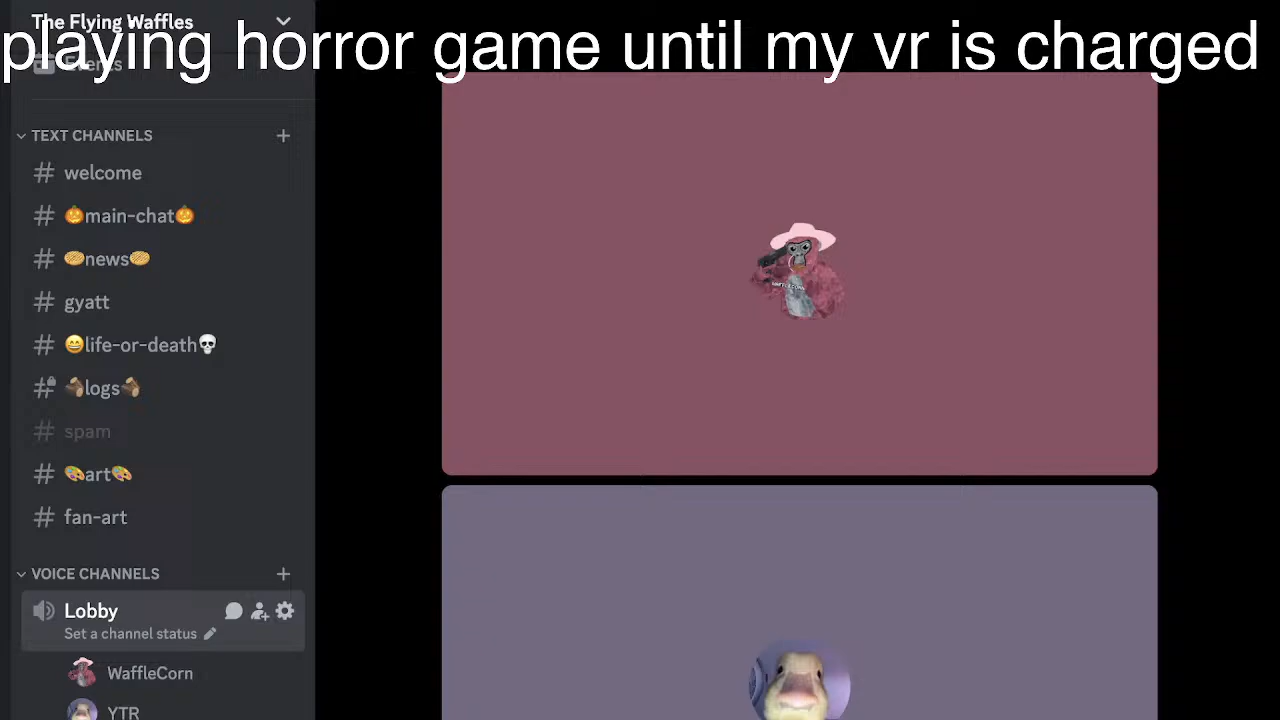 The Flying Waffles
playing horror game until my vr is charged
Events
TEXT CHANNELS
welcome
🎃main-chat🎃
🧇news🧇
gyatt
😄life-or-death💀
🪵logs🪵
spam
🎨art🎨
fan-art
VOICE CHANNELS
Lobby
Set a channel status
WaffleCorn
YTR